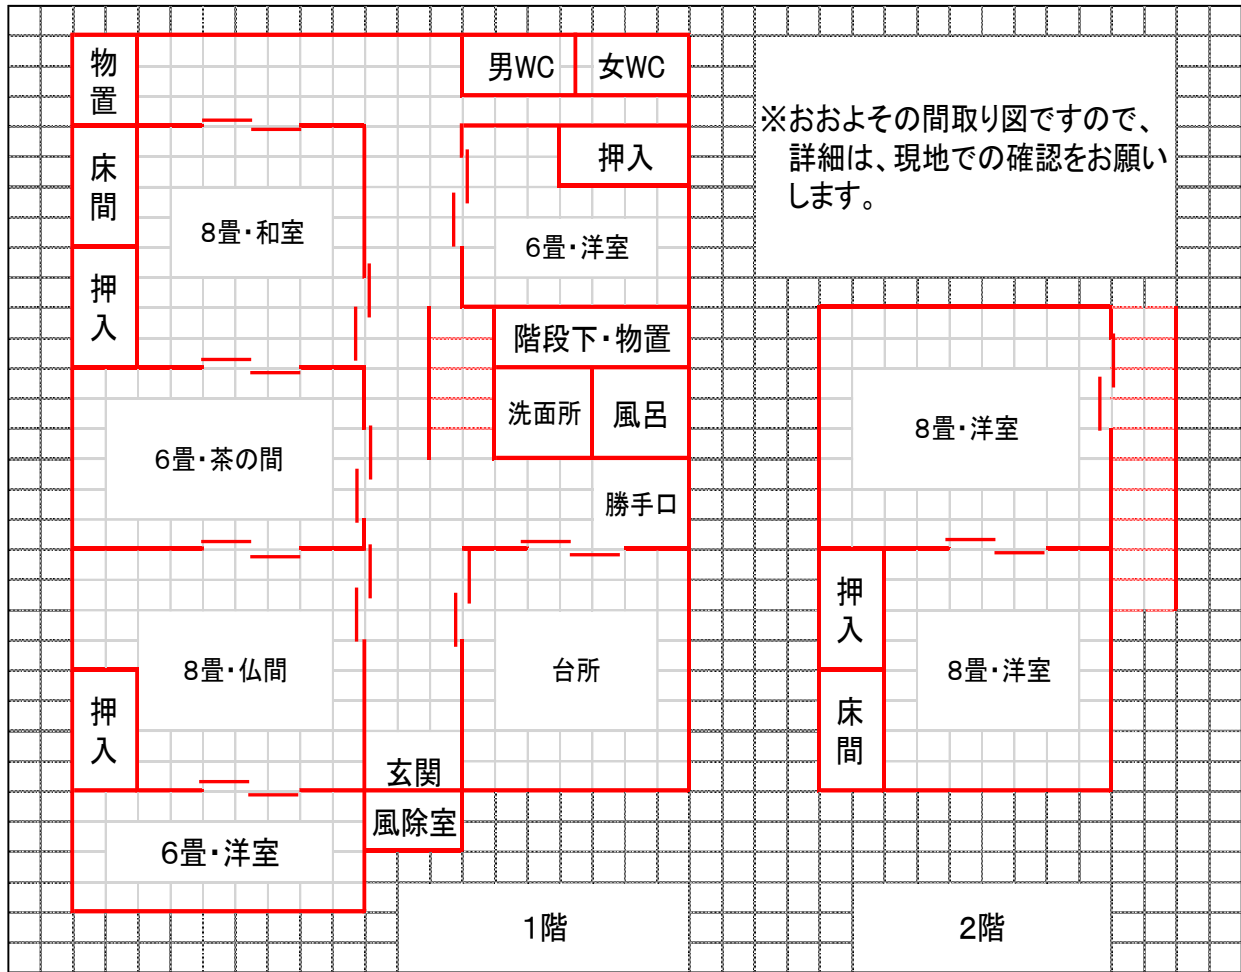 物置
男WC
女WC
※おおよその間取り図ですので、
詳細は、現地での確認をお願い
します。
床間
押入
8畳・和室
6畳・洋室
押入
階段下・物置
洗面所
風呂
8畳・洋室
6畳・茶の間
勝手口
押入
8畳・仏間
台所
8畳・洋室
押入
床間
玄関
風除室
6畳・洋室
1階
2階